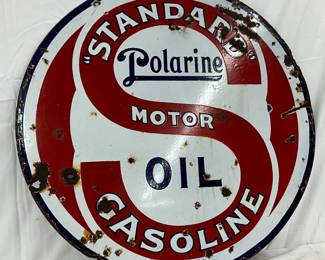 "STANDARD"
Polarine
MOTOR
OIL
GASOLINE